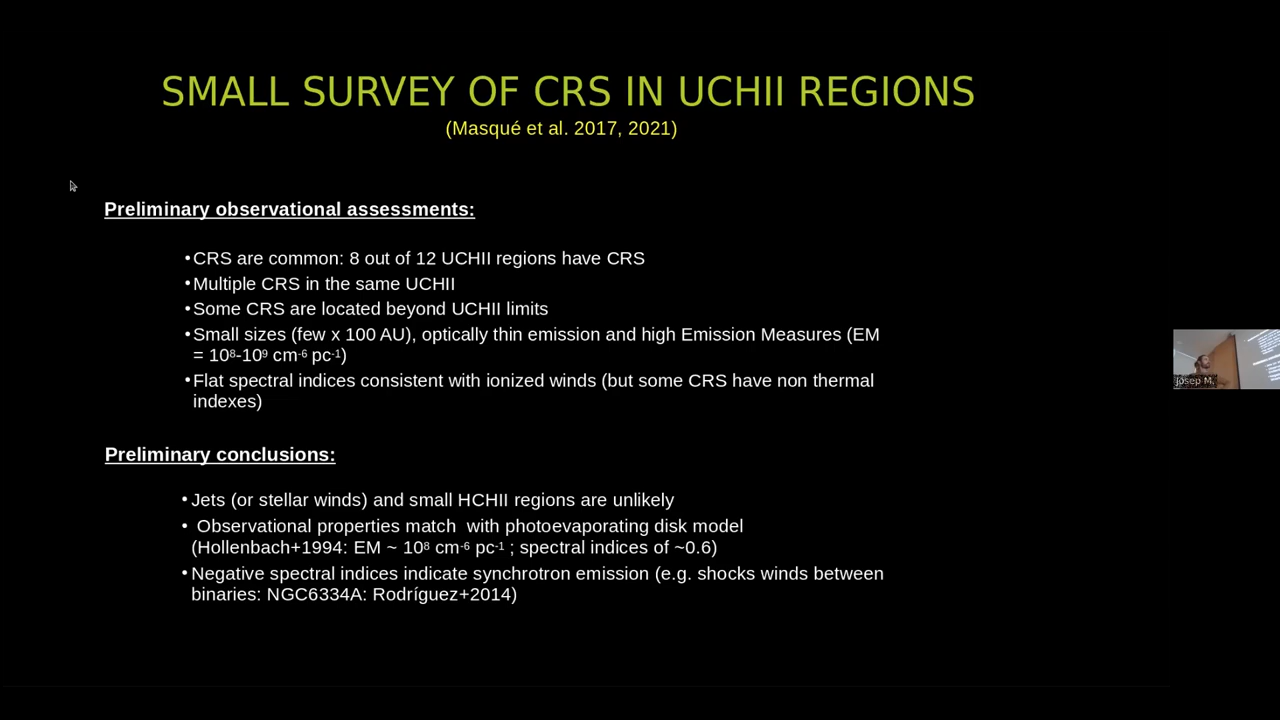 SMALL SURVEY OF CRS IN UCHII REGIONS
(Masqué et al. 2017, 2021)
Preliminary observational assessments:
•CRS are common: 8 out of 12 UCHII regions have CRS
•Multiple CRS in the same UCHII
•Some CRS are located beyond UCHII limits
•Small sizes (few x 100 AU), optically thin emission and high Emission Measures (EM
= 10⁸-10⁹ cm⁻⁶ pc⁻¹)
•Flat spectral indices consistent with ionized winds (but some CRS have non thermal
indexes)
Josep M.
Preliminary conclusions:
•Jets (or stellar winds) and small HCHII regions are unlikely
• Observational properties match with photoevaporating disk model
(Hollenbach+1994: EM ~ 10⁸ cm⁻⁶ pc⁻¹ ; spectral indices of ~0.6)
•Negative spectral indices indicate synchrotron emission (e.g. shocks winds between
binaries: NGC6334A: Rodríguez+2014)